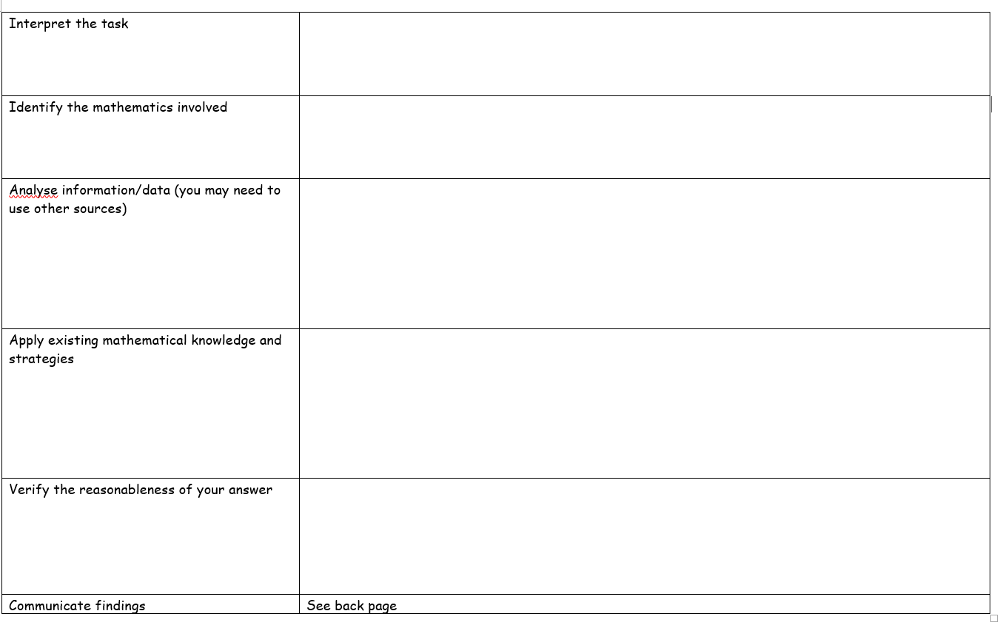 Interpret the task
Identify the mathematics involved
Analyse information/data (you may need to
use other sources)
Apply existing mathematical knowledge and
strategies
Verify the reasonableness of your answer
Communicate findings
See back page